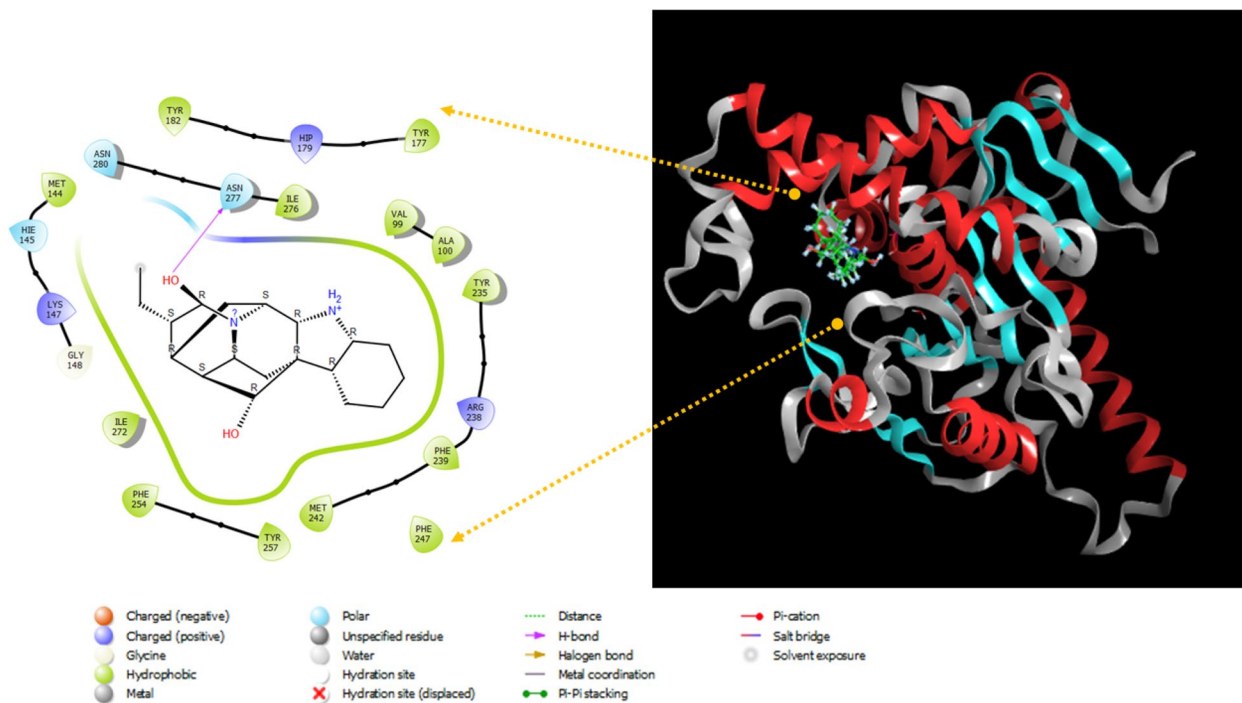 TYR
182
HIP
179
TYR
177
ASN
280
ASN
277
ILE
276
MET
144
HIE
145
LYS
147
GLY
148
VAL
99
ALA
100
TYR
235
ARG
238
PHE
239
MET
242
PHE
247
ILE
272
PHE
254
TYR
257
HO
R
S
H2
N+
S
?
N
R
R
R
S
R
R
S
R
HO
Charged (negative)
Charged (positive)
Glycine
Hydrophobic
Metal
Polar
Unspecified residue
Water
Hydration site
Hydration site (displaced)
Distance
H-bond
Halogen bond
Metal coordination
Pi-Pi stacking
Pi-cation
Salt bridge
Solvent exposure